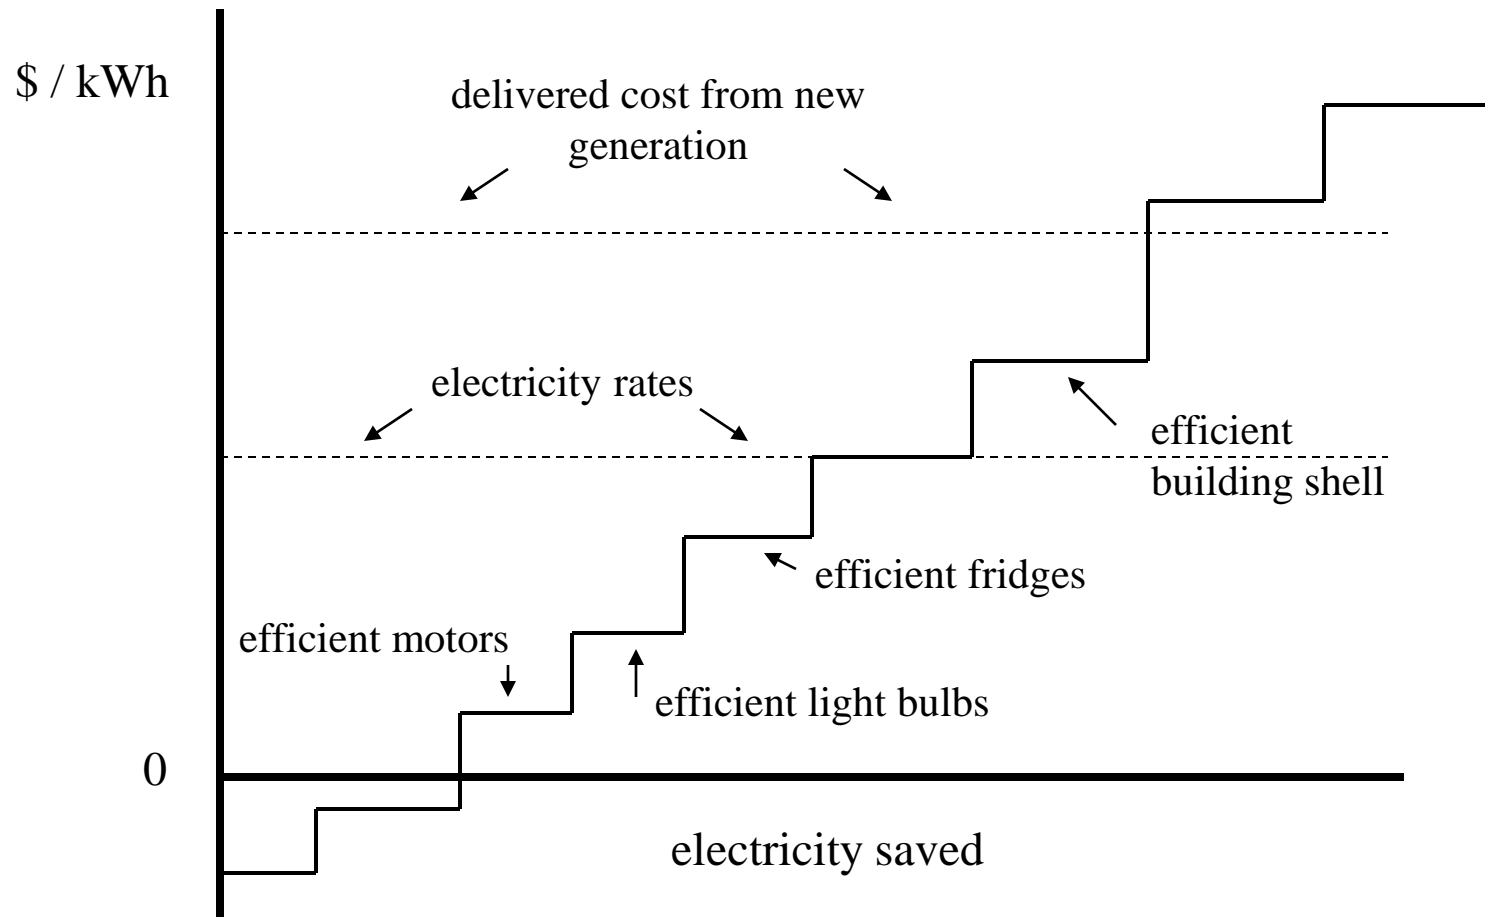 $ / kWh
delivered cost from new
generation
electricity rates
efficient
building shell
efficient fridges
efficient motors
efficient light bulbs
0
electricity saved